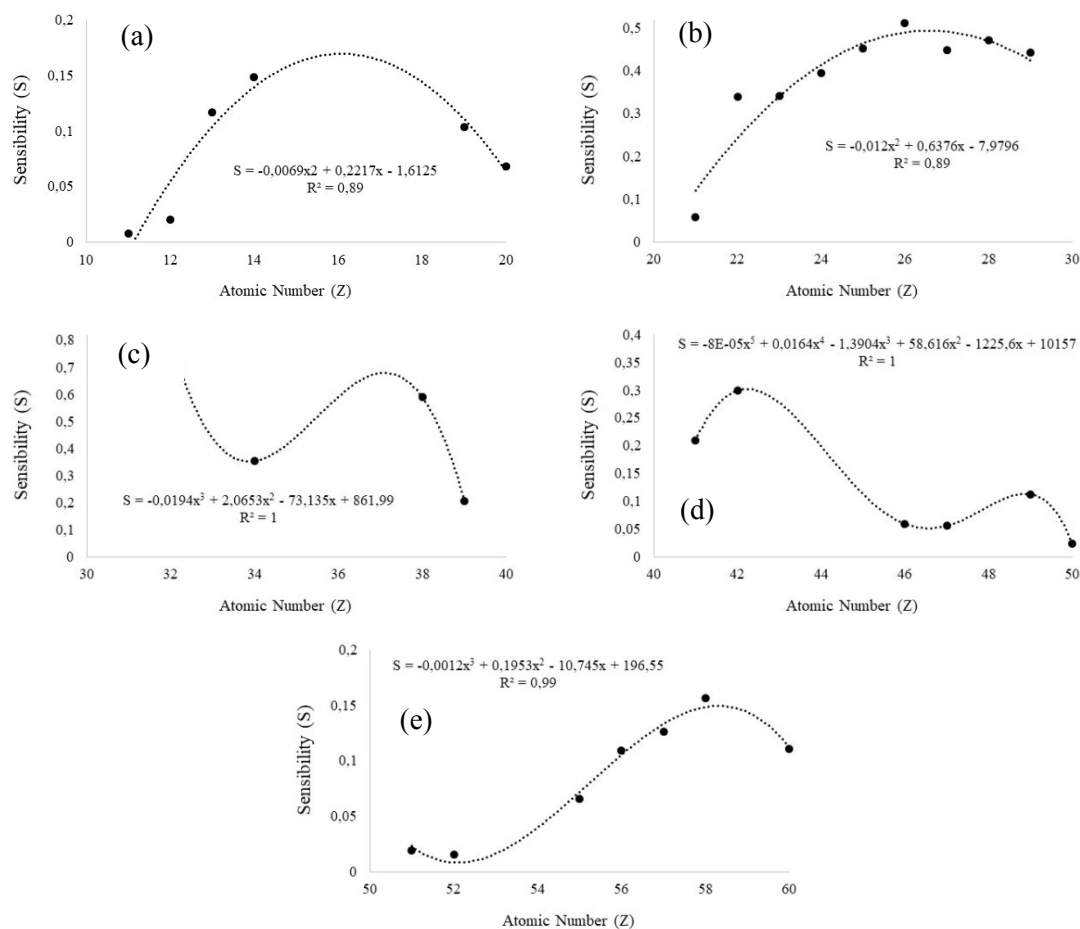 (a)
Sensibility (S)
0,2
0,15
0,1
0,05
0
S = -0,0069x2 + 0,2217x - 1,6125
R² = 0,89
10 12 14 16 18 20
Atomic Number (Z)
(b)
Sensibility (S)
0,5
0,4
0,3
0,2
0,1
0
S = -0,012x² + 0,6376x - 7,9796
R² = 0,89
20 22 24 26 28 30
Atomic Number (Z)
(c)
Sensibility (S)
0,8
0,7
0,6
0,5
0,4
0,3
0,2
0,1
0
S = -0,0194x³ + 2,0653x² - 73,135x + 861,99
R² = 1
30 32 34 36 38 40
Atomic Number (Z)
S = -8E-05x⁵ + 0,0164x⁴ - 1,3904x³ + 58,616x² - 1225,6x + 10157
R² = 1
Sensibility (S)
0,4
0,35
0,3
0,25
0,2
0,15
0,1
0,05
0
(d)
40 42 44 46 48 50
Atomic Number (Z)
S = -0,0012x³ + 0,1953x² - 10,745x + 196,55
R² = 0,99
(e)
Sensibility (S)
0,2
0,15
0,1
0,05
0
50 52 54 56 58 60
Atomic Number (Z)